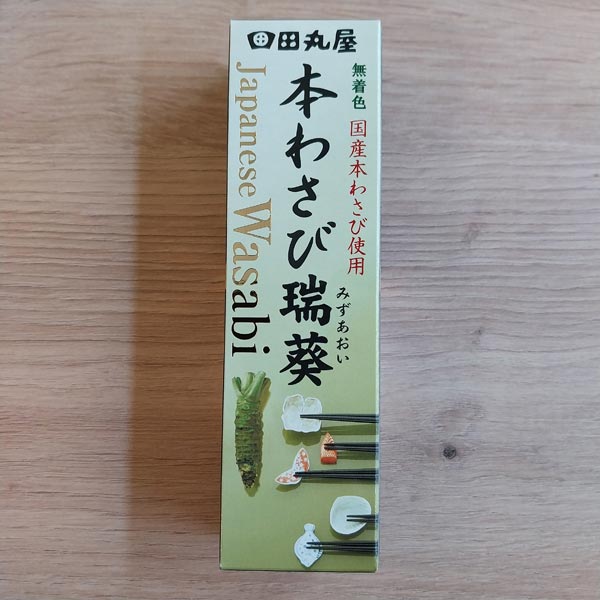 田丸屋
無着色
国産本わさび使用
本わさび瑞葵
みずあおい
Japanese Wasabi